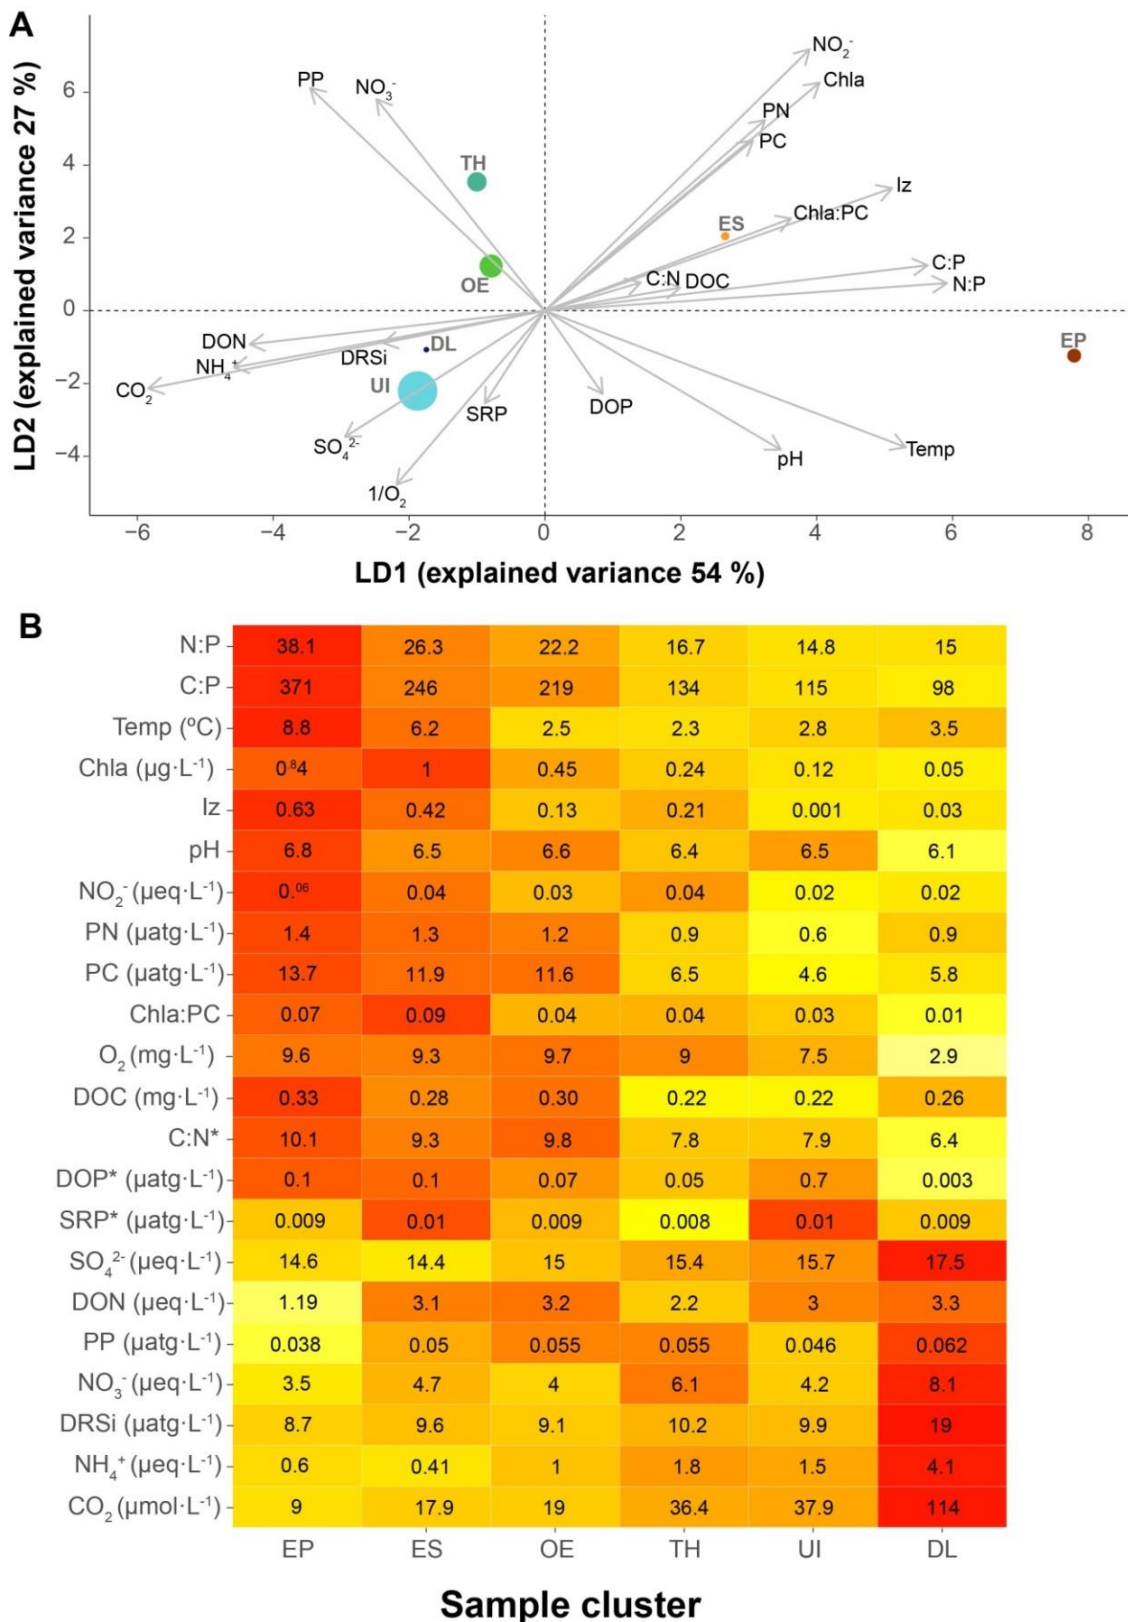 A
LD2 (explained variance 27 %)
6
4
2
0
−2
−4
PP
NO₃⁻
NO₂⁻
Chla
PN
PC
TH
Iz
Chla:PC
ES
OE
C:N
DOC
C:P
N:P
DON
DRSi
DL
EP
NH₄⁺
CO₂
UI
SRP
DOP
SO₄²⁻
pH
Temp
1/O₂
−6 −4 −2 0 2 4 6 8
LD1 (explained variance 54 %)
B
N:P 38.1 26.3 22.2 16.7 14.8 15
C:P 371 246 219 134 115 98
Temp (ºC) 8.8 6.2 2.5 2.3 2.8 3.5
Chla (µg·L⁻¹) 0⁸4 1 0.45 0.24 0.12 0.05
Iz 0.63 0.42 0.13 0.21 0.001 0.03
pH 6.8 6.5 6.6 6.4 6.5 6.1
NO₂⁻ (µeq·L⁻¹) 0.⁰⁶ 0.04 0.03 0.04 0.02 0.02
PN (µatg·L⁻¹) 1.4 1.3 1.2 0.9 0.6 0.9
PC (µatg·L⁻¹) 13.7 11.9 11.6 6.5 4.6 5.8
Chla:PC 0.07 0.09 0.04 0.04 0.03 0.01
O₂ (mg·L⁻¹) 9.6 9.3 9.7 9 7.5 2.9
DOC (mg·L⁻¹) 0.33 0.28 0.30 0.22 0.22 0.26
C:N* 10.1 9.3 9.8 7.8 7.9 6.4
DOP* (µatg·L⁻¹) 0.1 0.1 0.07 0.05 0.7 0.003
SRP* (µatg·L⁻¹) 0.009 0.01 0.009 0.008 0.01 0.009
SO₄²⁻ (µeq·L⁻¹) 14.6 14.4 15 15.4 15.7 17.5
DON (µeq·L⁻¹) 1.19 3.1 3.2 2.2 3 3.3
PP (µatg·L⁻¹) 0.038 0.05 0.055 0.055 0.046 0.062
NO₃⁻ (µeq·L⁻¹) 3.5 4.7 4 6.1 4.2 8.1
DRSi (µatg·L⁻¹) 8.7 9.6 9.1 10.2 9.9 19
NH₄⁺ (µeq·L⁻¹) 0.6 0.41 1 1.8 1.5 4.1
CO₂ (µmol·L⁻¹) 9 17.9 19 36.4 37.9 114
EP ES OE TH UI DL
Sample cluster